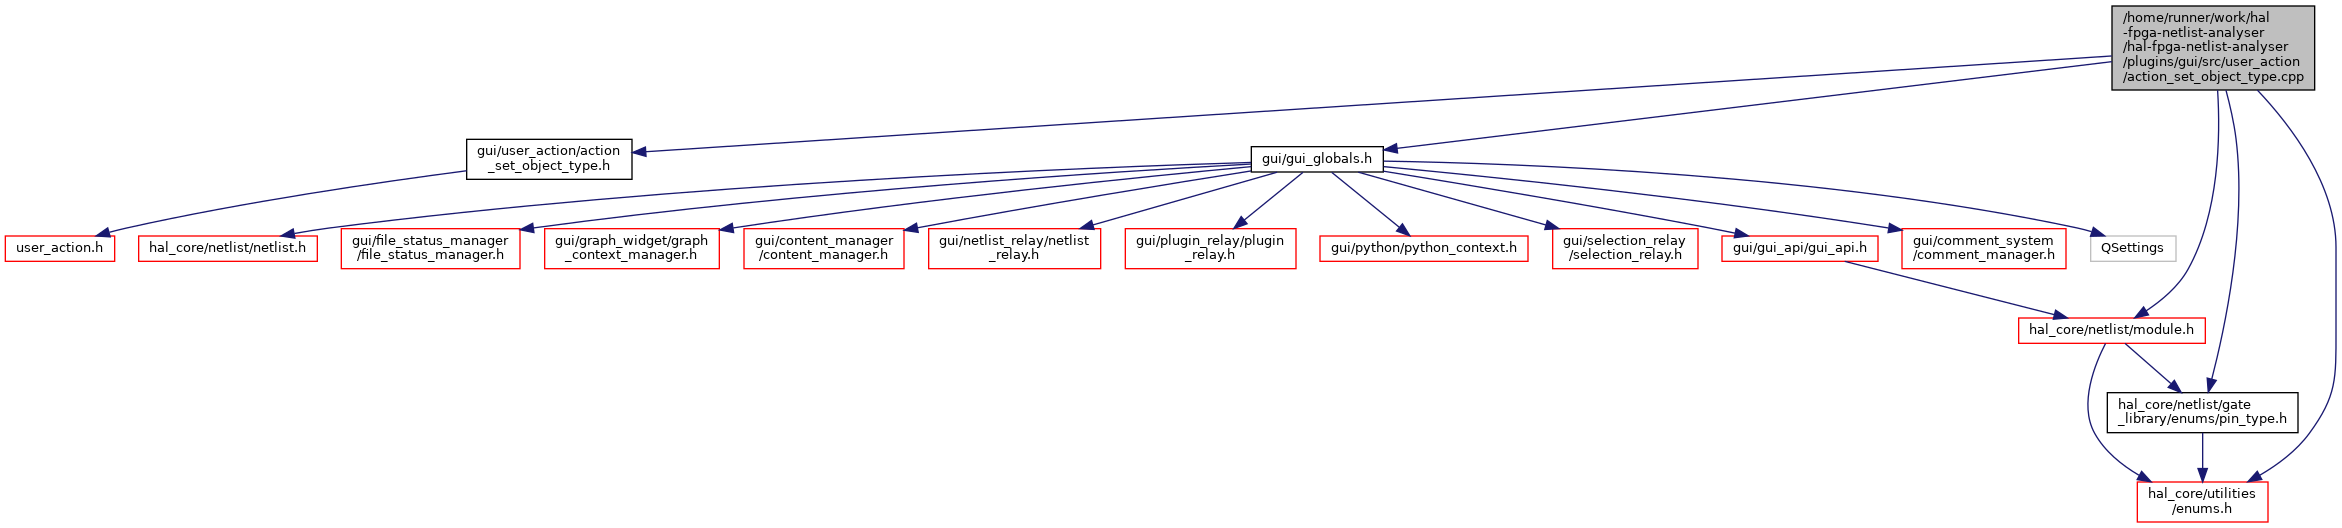 /home/runner/work/hal
-fpga-netlist-analyser
/hal-fpga-netlist-analyser
/plugins/gui/src/user_action
/action_set_object_type.cpp
gui/user_action/action
_set_object_type.h
gui/gui_globals.h
user_action.h
hal_core/netlist/netlist.h
gui/file_status_manager
/file_status_manager.h
gui/graph_widget/graph
_context_manager.h
gui/content_manager
/content_manager.h
gui/netlist_relay/netlist
_relay.h
gui/plugin_relay/plugin
_relay.h
gui/python/python_context.h
gui/selection_relay
/selection_relay.h
gui/gui_api/gui_api.h
gui/comment_system
/comment_manager.h
QSettings
hal_core/netlist/module.h
hal_core/netlist/gate
_library/enums/pin_type.h
hal_core/utilities
/enums.h